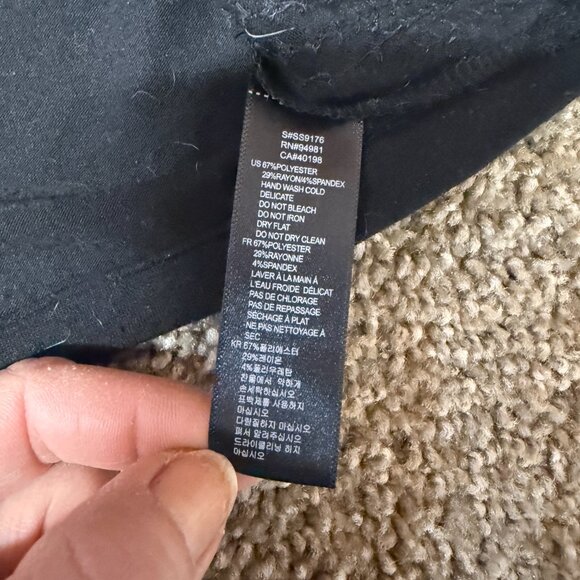 S#SS9176
RN#94981
CA#40198
US 67%POLYESTER
29%RAYON/4%SPANDEX
HAND WASH COLD
DELICATE
DO NOT BLEACH
DO NOT IRON
DRY FLAT
DO NOT DRY CLEAN
FR 67%POLYESTER
29%RAYONNE
4%SPANDEX
LAVER À LA MAIN À
L'EAU FROIDE DÉLICAT
PAS DE CHLORAGE
PAS DE REPASSAGE
SÉCHAGE À PLAT
NE PAS NETTOYAGE À
SEC
KR 67%폴리에스터
29%레이온
4%폴리우레탄
찬물에서 약하게
손세탁하십시오
표백제를 사용하지
마십시오
다림질하지 마십시오
펴서 말려주십시오
드라이클리닝 하지
마십시오